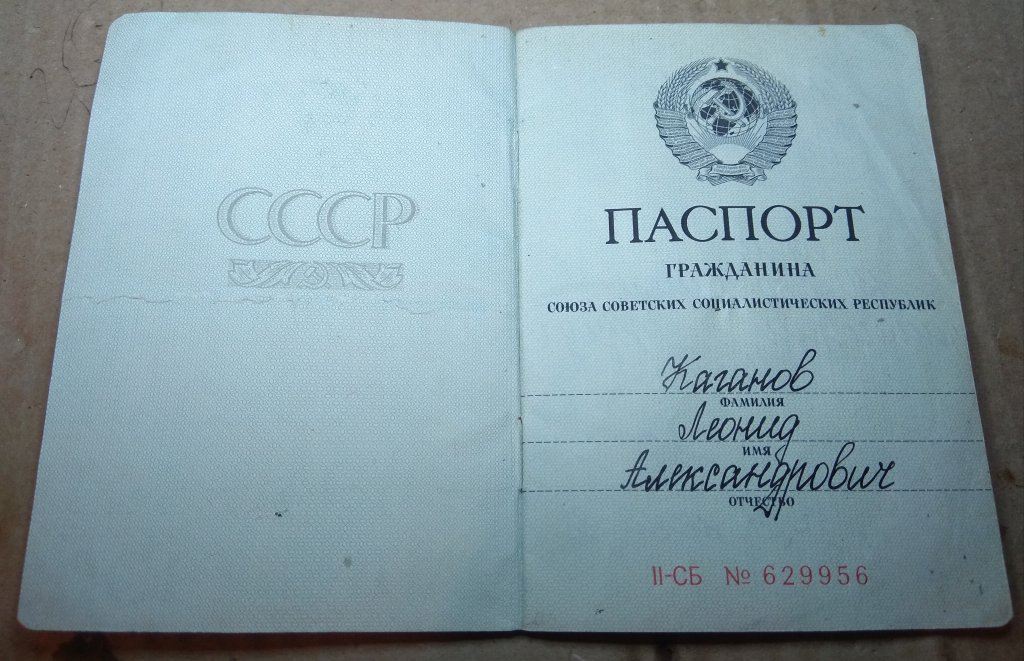 СССР
ПАСПОРТ
ГРАЖДАНИНА
СОЮЗА СОВЕТСКИХ СОЦИАЛИСТИЧЕСКИХ РЕСПУБЛИК
Каганов
ФАМИЛИЯ
Леонид
ИМЯ
Александрович
ОТЧЕСТВО
II-СБ № 629956